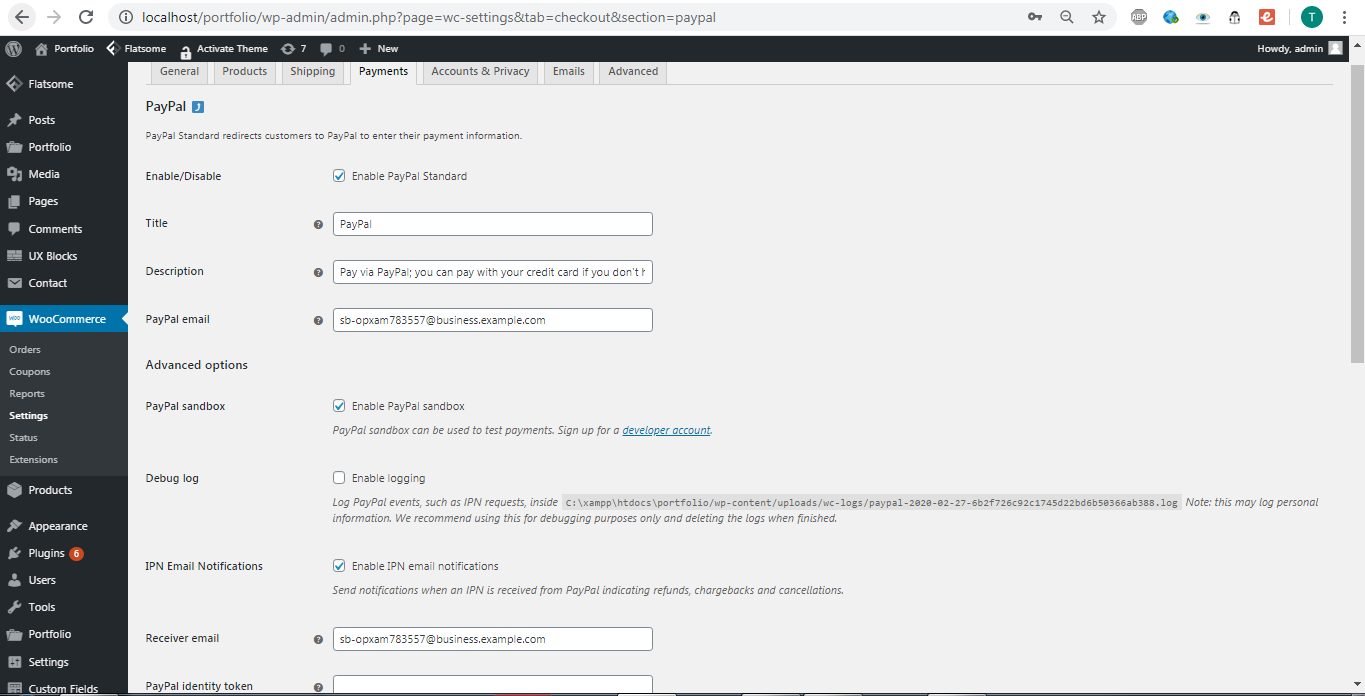 localhost/portfolio/wp-admin/admin.php?page=wc-settings&tab=checkout&section=paypal
ABP
T
Portfolio
Flatsome
Activate Theme
7
0
New
Howdy, admin
Flatsome
Posts
Portfolio
Media
Pages
Comments
UX Blocks
Contact
WooCommerce
Orders
Coupons
Reports
Settings
Status
Extensions
Products
Appearance
Plugins 6
Users
Tools
Portfolio
Settings
Custom Fields
General
Products
Shipping
Payments
Accounts & Privacy
Emails
Advanced
PayPal
PayPal Standard redirects customers to PayPal to enter their payment information.
Enable/Disable
Enable PayPal Standard
Title
PayPal
Description
Pay via PayPal; you can pay with your credit card if you don't h
PayPal email
sb-opxam783557@business.example.com
Advanced options
PayPal sandbox
Enable PayPal sandbox
PayPal sandbox can be used to test payments. Sign up for a developer account.
Debug log
Enable logging
Log PayPal events, such as IPN requests, inside C:\xampp\htdocs\portfolio/wp-content/uploads/wc-logs/paypal-2020-02-27-6b2f726c92c1745d22bd6b50366ab388.log Note: this may log personal
information. We recommend using this for debugging purposes only and deleting the logs when finished.
IPN Email Notifications
Enable IPN email notifications
Send notifications when an IPN is received from PayPal indicating refunds, chargebacks and cancellations.
Receiver email
sb-opxam783557@business.example.com
PayPal identity token